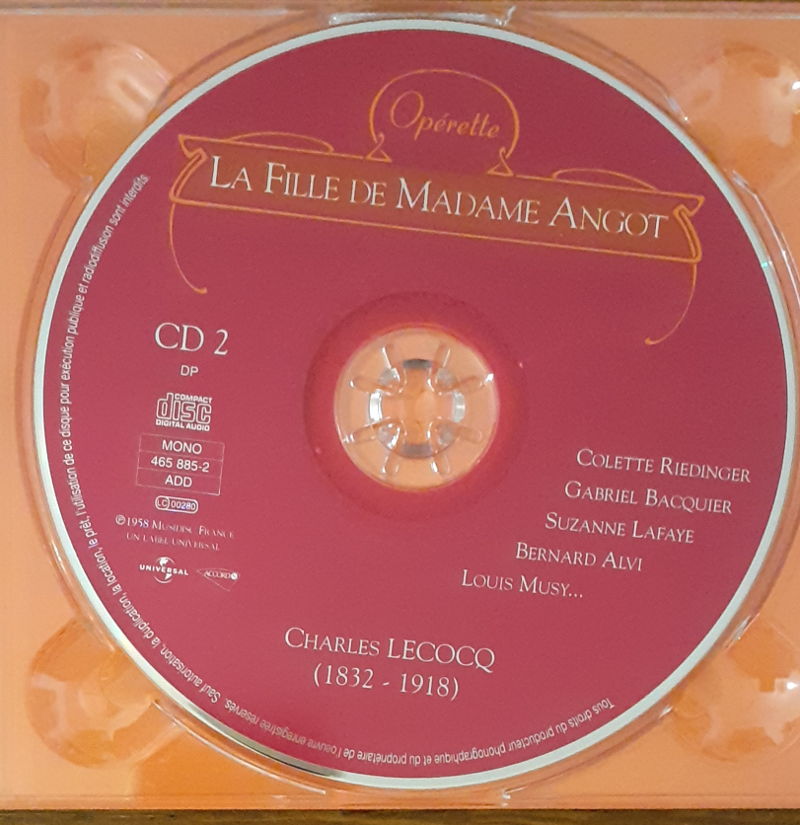 Opérette
LA FILLE DE MADAME ANGOT
CD 2
DP
COMPACT
disc
DIGITAL AUDIO
MONO
465 885-2
ADD
LC 00280
℗1958 MUSIDISC FRANCE
UN LABEL UNIVERSAL
UNIVERSAL
ACCORD
COLETTE RIEDINGER
GABRIEL BACQUIER
SUZANNE LAFAYE
BERNARD ALVI
LOUIS MUSY...
CHARLES LECOCQ
(1832 - 1918)
Tous droits du producteur phonographique et du propriétaire de l'oeuvre enregistrée réservés. Sauf autorisation, la duplication, la location, le prêt, l'utilisation de ce disque pour exécution publique et radiodiffusion sont interdits.